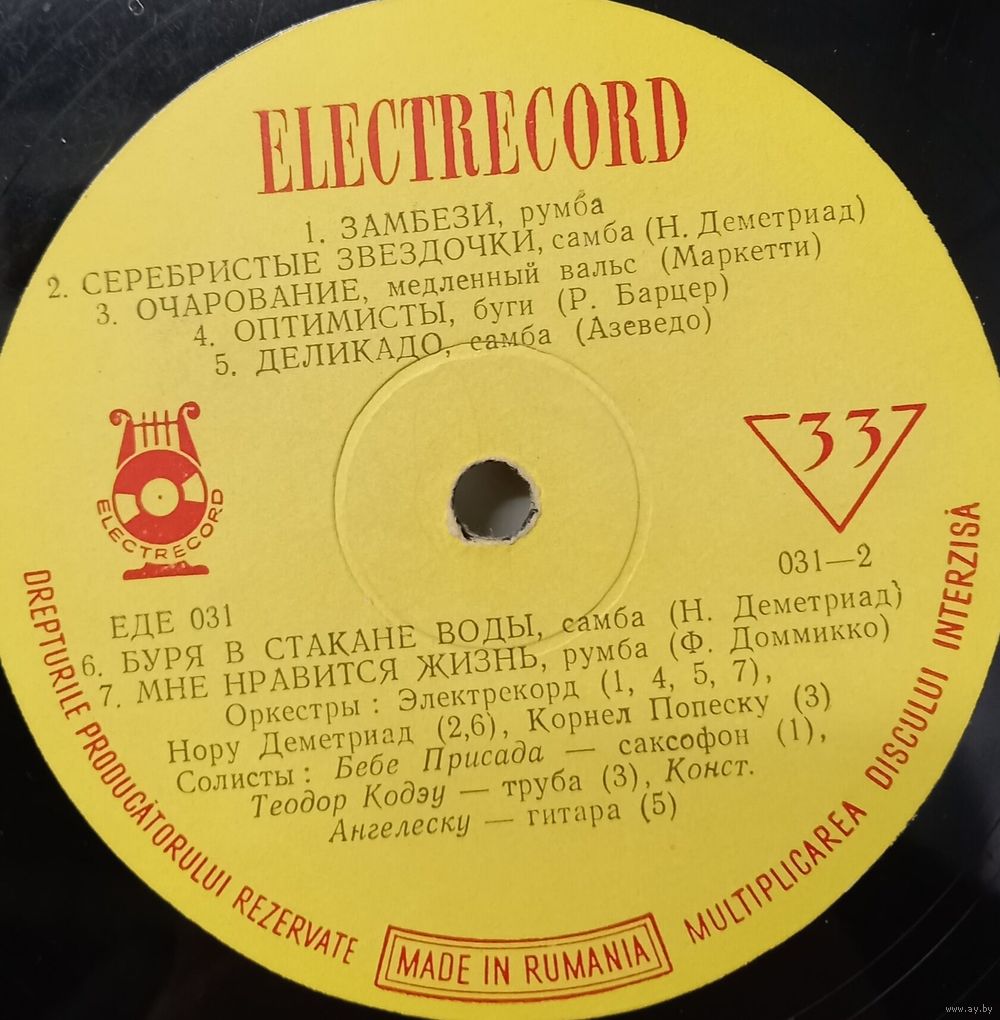 ELECTRECORD
1. ЗАМБЕЗИ, румба
2. СЕРЕБРИСТЫЕ ЗВЕЗДОЧКИ, самба (Н. Деметриад)
3. ОЧАРОВАНИЕ, медленный вальс (Маркетти)
4. ОПТИМИСТЫ, буги (Р. Барцер)
5. ДЕЛИКАДО, самба (Азеведо)
33
ELECTRECORD
ЕДЕ 031
031—2
6. БУРЯ В СТАКАНЕ ВОДЫ, самба (Н. Деметриад)
7. МНЕ НРАВИТСЯ ЖИЗНЬ, румба (Ф. Доммикко)
Оркестры: Электрекорд (1, 4, 5, 7),
Нору Деметриад (2,6), Корнел Попеску (3)
Солисты: Бебе Присада — саксофон (1),
Теодор Кодэу — труба (3), Конст.
Ангелеску — гитара (5)
DREPTURILE PRODUCĂTORULUI REZERVATE
MADE IN RUMANIA
MULTIPLICAREA DISCULUI INTERZISĂ
www.ay.by